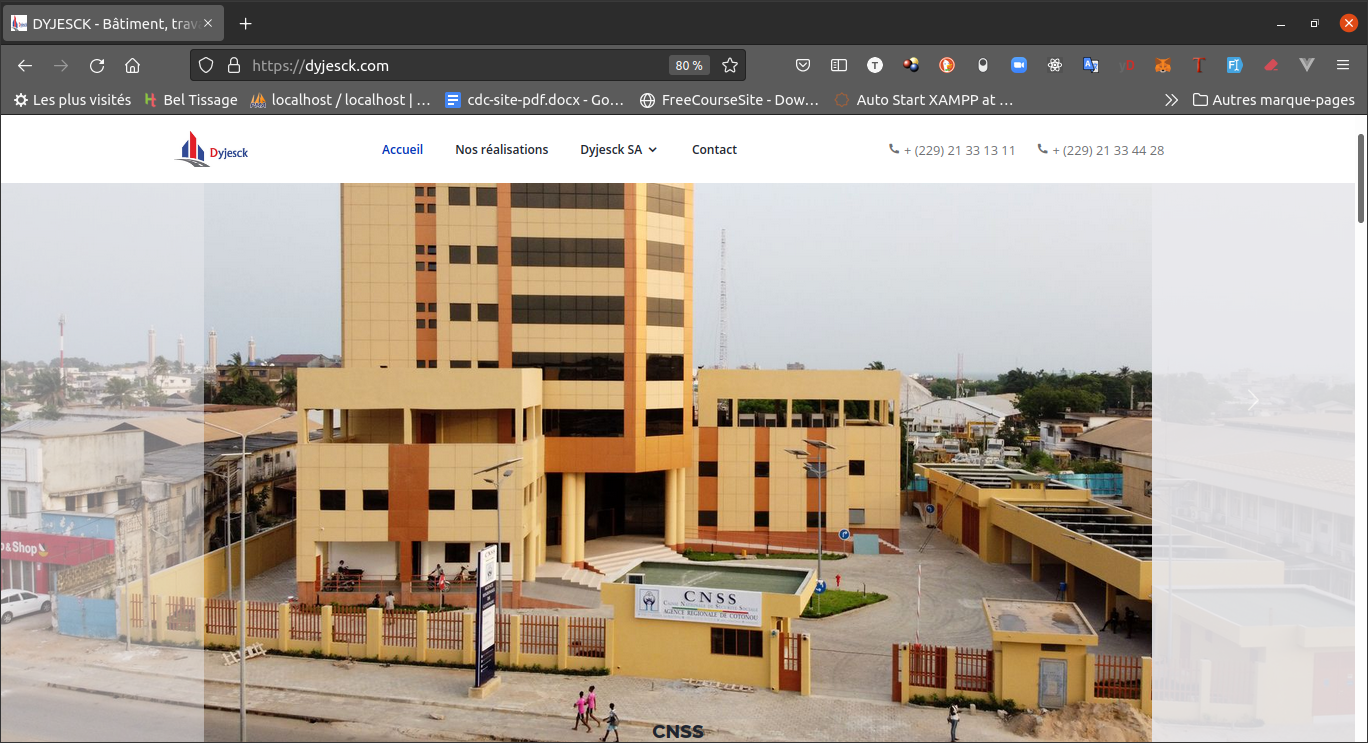 DYJESCK - Bâtiment, trav
https://dyjesck.com
80 %
Les plus visités
Bel Tissage
localhost / localhost | …
cdc-site-pdf.docx - Go…
FreeCourseSite - Dow…
Auto Start XAMPP at …
Autres marque-pages
Dyjesck
Accueil
Nos réalisations
Dyjesck SA
Contact
+ (229) 21 33 13 11
+ (229) 21 33 44 28
&Shop
CNSS
CAISSE NATIONALE DE SÉCURITÉ SOCIALE
AGENCE REGIONALE DE COTONOU
CNSS